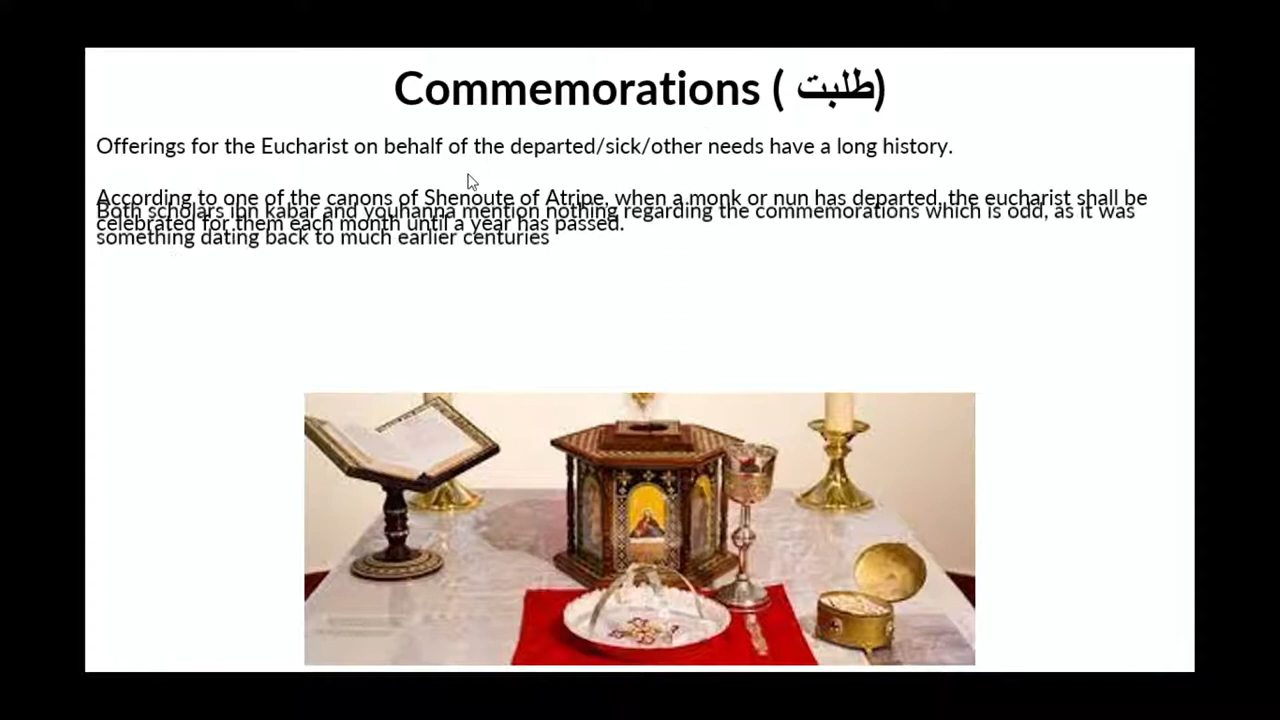 Commemorations ( طلبت)
Offerings for the Eucharist on behalf of the departed/sick/other needs have a long history.
According to one of the canons of Shenoute of Atripe, when a monk or nun has departed, the eucharist shall be
celebrated for them each month until a year has passed.
Both scholars ibn kabar and youhanna mention nothing regarding the commemorations which is odd, as it was
something dating back to much earlier centuries